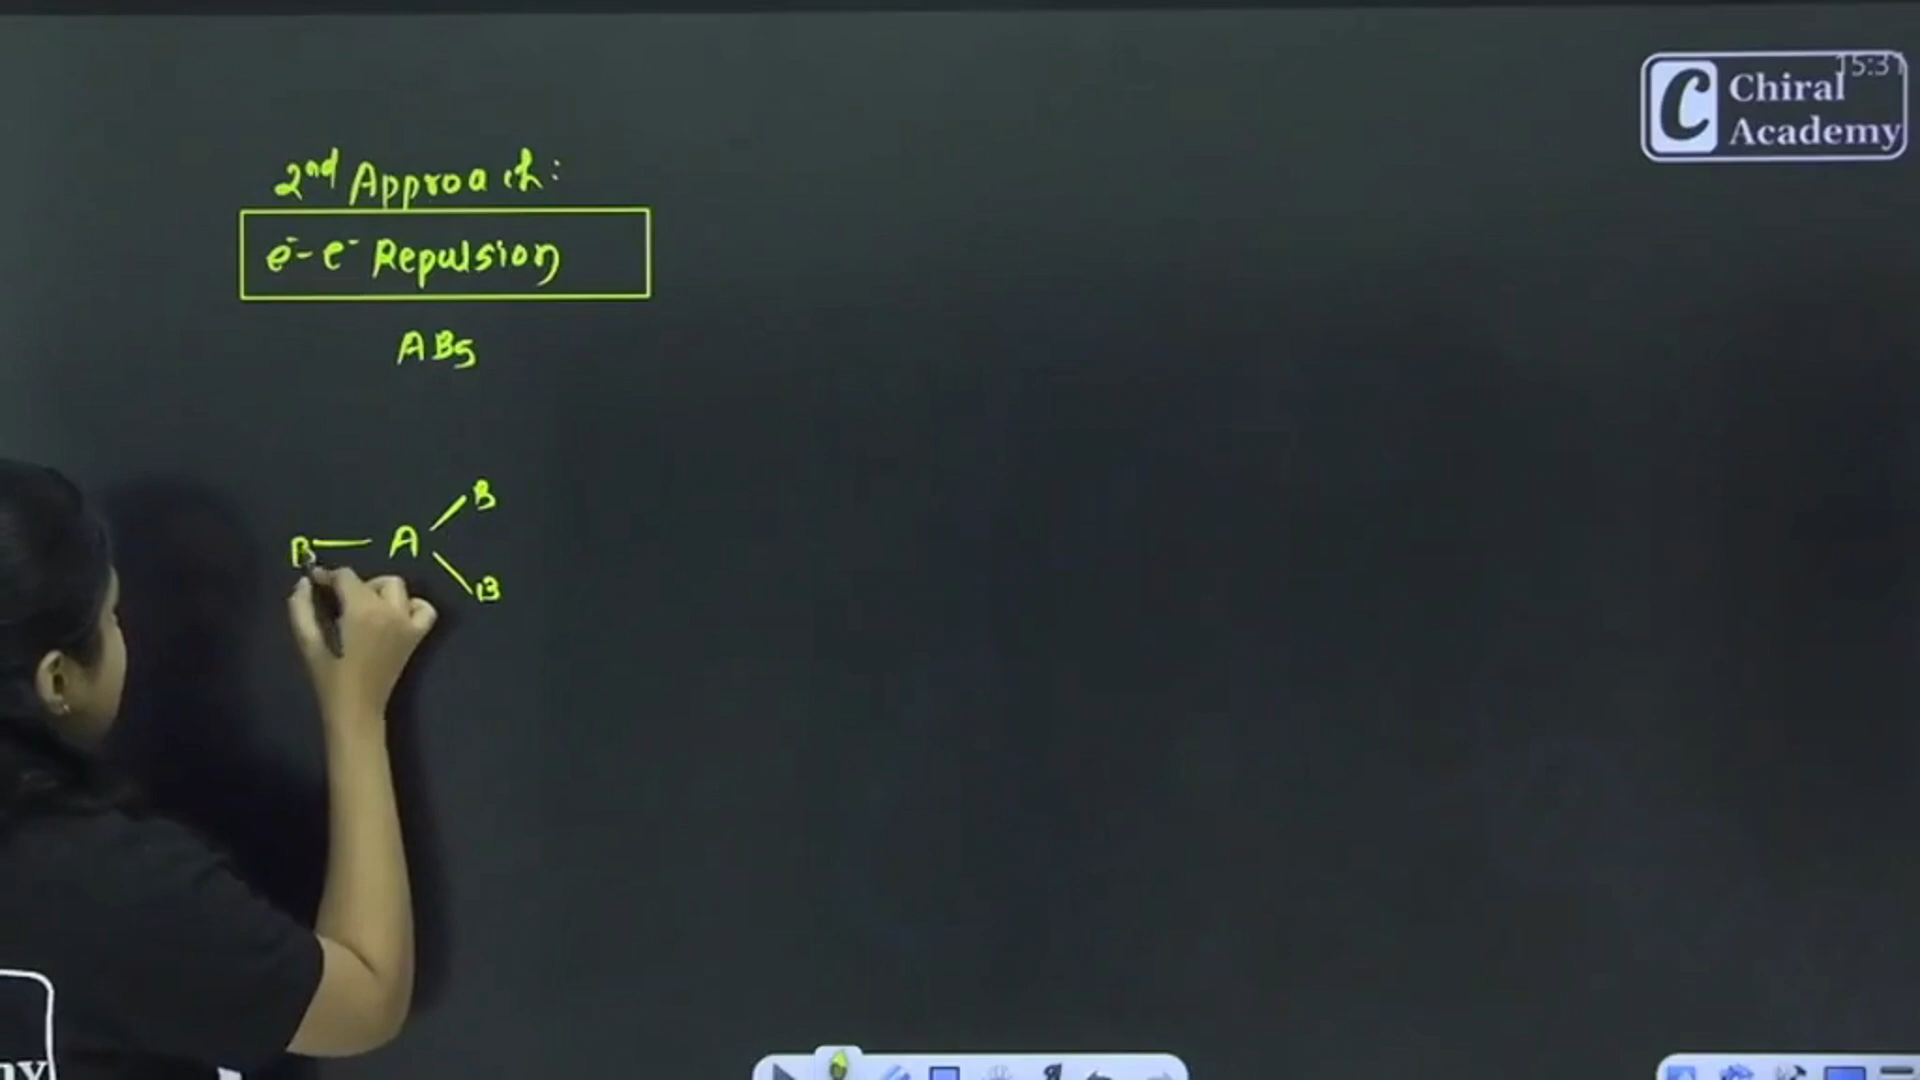 15:31
C Chiral
Academy
2nd Approach:
e⁻-e⁻ Repulsion
AB5
B
B — A
B